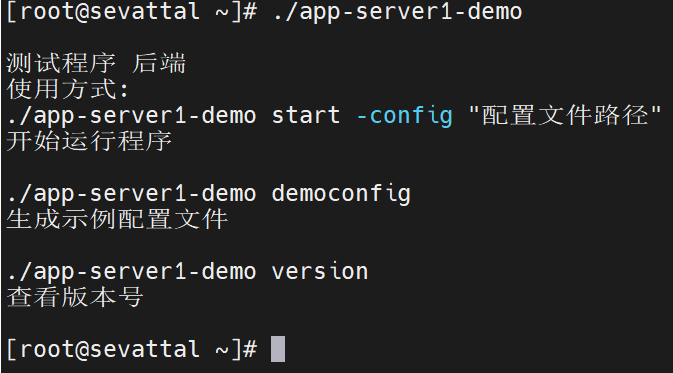 [root@sevattal ~]# ./app-server1-demo
测试程序 后端
使用方式:
./app-server1-demo start -config "配置文件路径"
开始运行程序
./app-server1-demo democonfig
生成示例配置文件
./app-server1-demo version
查看版本号
[root@sevattal ~]#